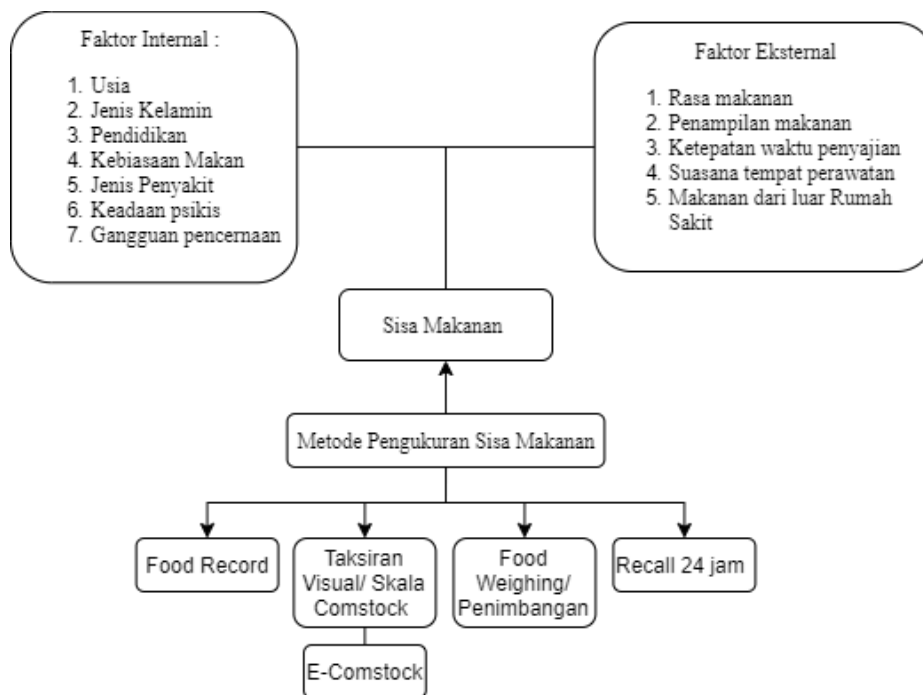 Faktor Internal :
1. Usia
2. Jenis Kelamin
3. Pendidikan
4. Kebiasaan Makan
5. Jenis Penyakit
6. Keadaan psikis
7. Gangguan pencernaan
Faktor Eksternal
1. Rasa makanan
2. Penampilan makanan
3. Ketepatan waktu penyajian
4. Suasana tempat perawatan
5. Makanan dari luar Rumah
Sakit
Sisa Makanan
Metode Pengukuran Sisa Makanan
Food Record
Taksiran
Visual/ Skala
Comstock
Food
Weighing/
Penimbangan
Recall 24 jam
E-Comstock